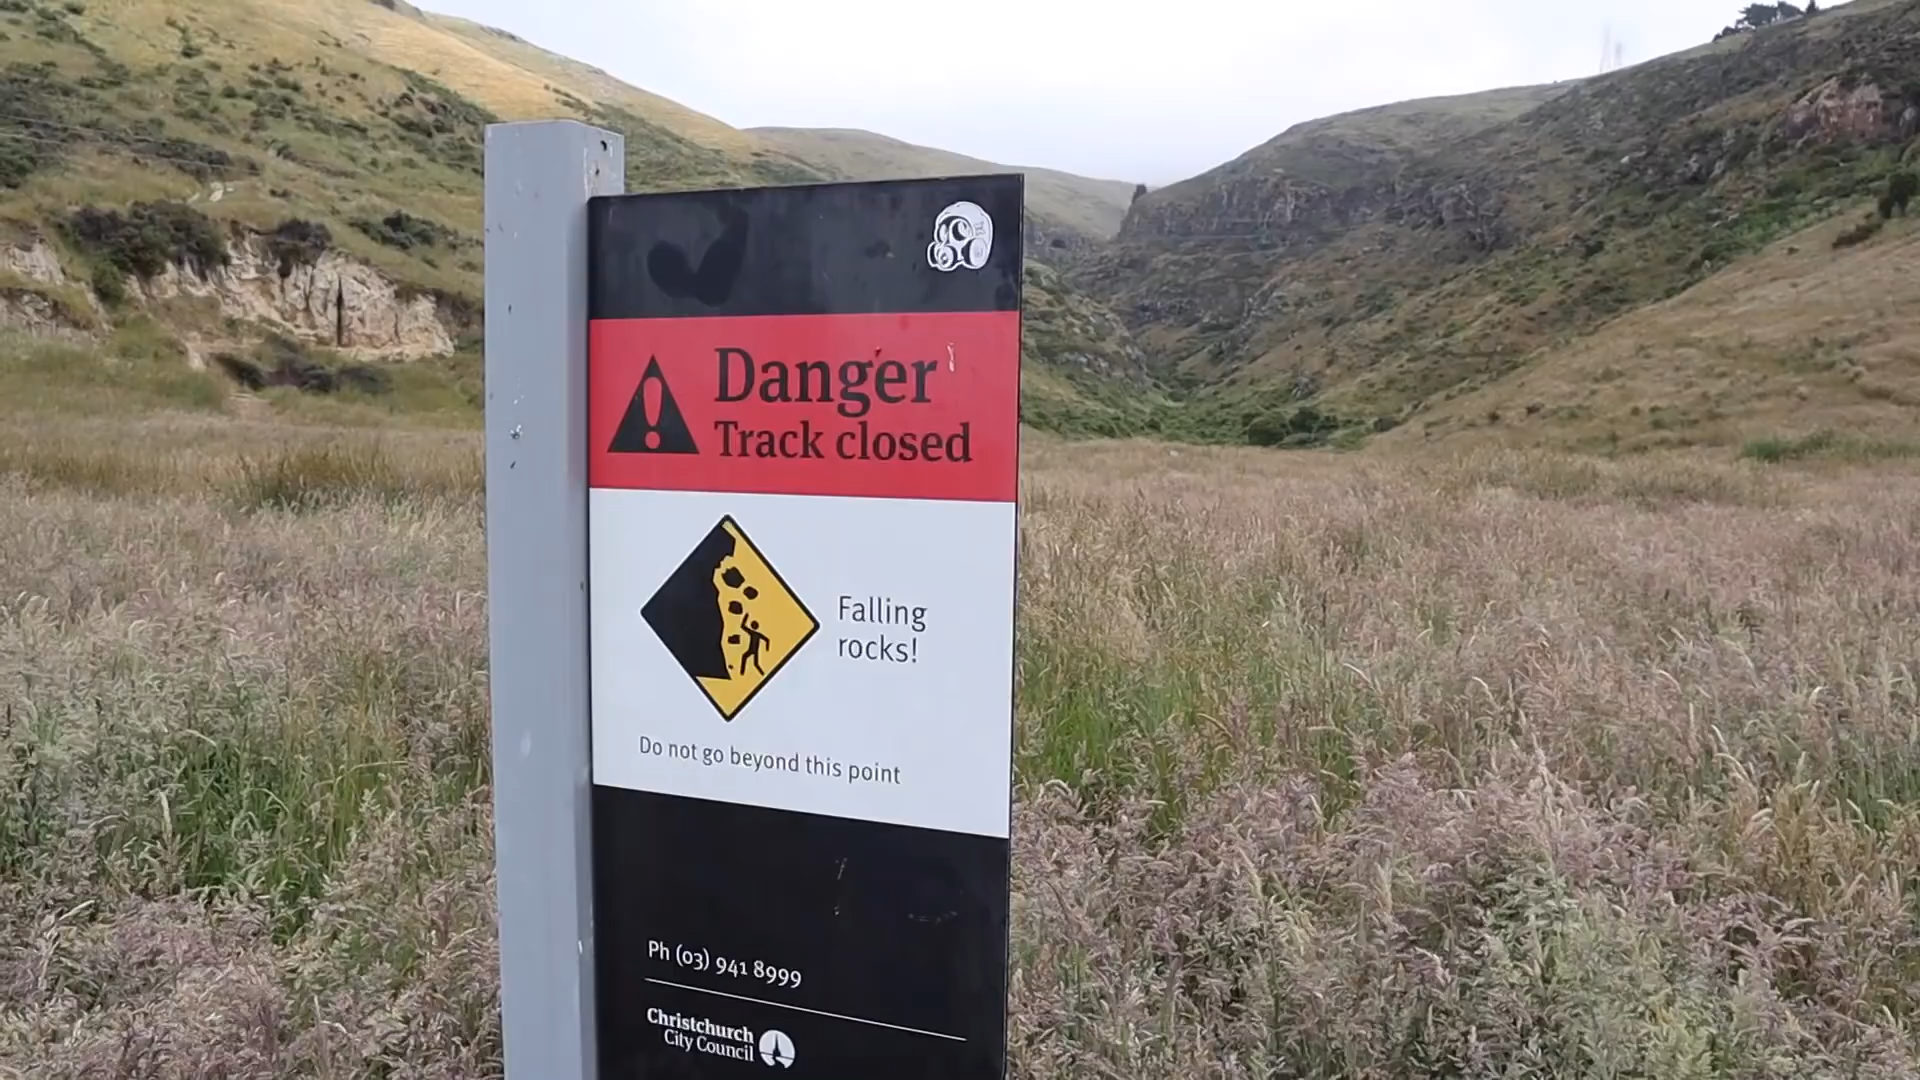 Danger
Track closed
Falling
rocks!
Do not go beyond this point
Ph (03) 941 8999
Christchurch
City Council